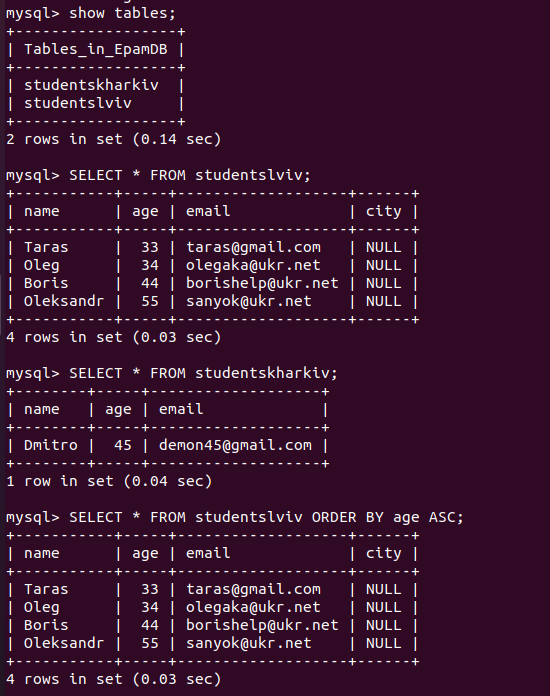 mysql> show tables;
+------------------+
| Tables_in_EpamDB |
+------------------+
| studentskharkiv  |
| studentslviv     |
+------------------+
2 rows in set (0.14 sec)

mysql> SELECT * FROM studentslviv;
+-----------+-----+-------------------+------+
| name      | age | email             | city |
+-----------+-----+-------------------+------+
| Taras     |  33 | taras@gmail.com   | NULL |
| Oleg      |  34 | olegaka@ukr.net   | NULL |
| Boris     |  44 | borishelp@ukr.net | NULL |
| Oleksandr |  55 | sanyok@ukr.net    | NULL |
+-----------+-----+-------------------+------+
4 rows in set (0.03 sec)

mysql> SELECT * FROM studentskharkiv;
+--------+-----+-------------------+
| name   | age | email             |
+--------+-----+-------------------+
| Dmitro |  45 | demon45@gmail.com |
+--------+-----+-------------------+
1 row in set (0.04 sec)

mysql> SELECT * FROM studentslviv ORDER BY age ASC;
+-----------+-----+-------------------+------+
| name      | age | email             | city |
+-----------+-----+-------------------+------+
| Taras     |  33 | taras@gmail.com   | NULL |
| Oleg      |  34 | olegaka@ukr.net   | NULL |
| Boris     |  44 | borishelp@ukr.net | NULL |
| Oleksandr |  55 | sanyok@ukr.net    | NULL |
+-----------+-----+-------------------+------+
4 rows in set (0.03 sec)